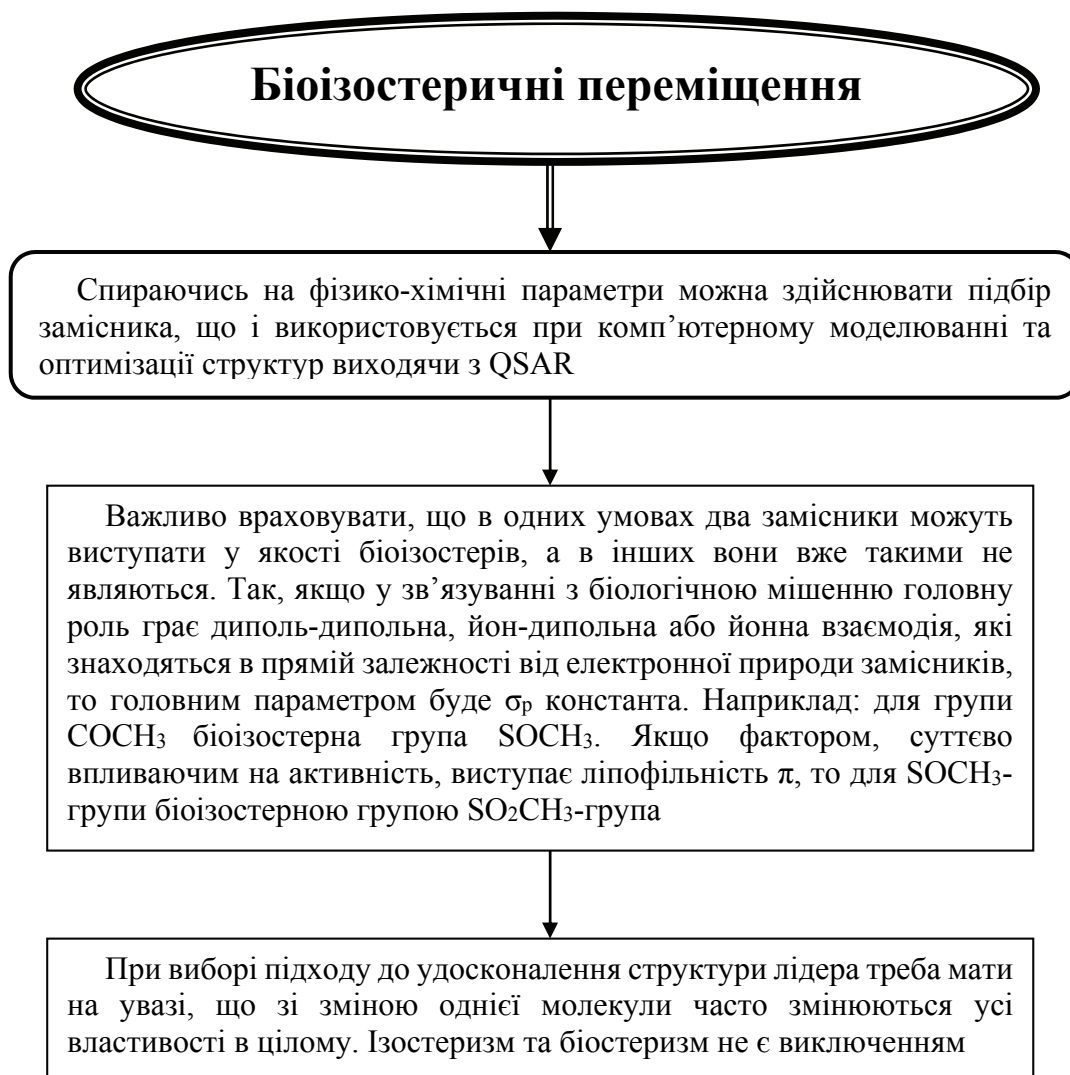 Біоізостеричні переміщення
Спираючись на фізико-хімічні параметри можна здійснювати підбір
замісника, що і використовується при комп’ютерному моделюванні та
оптимізації структур виходячи з QSAR
Важливо враховувати, що в одних умовах два замісники можуть
виступати у якості біоізостерів, а в інших вони вже такими не
являються. Так, якщо у зв’язуванні з біологічною мішенню головну
роль грає диполь-дипольна, йон-дипольна або йонна взаємодія, які
знаходяться в прямій залежності від електронної природи замісників,
то головним параметром буде σₚ константа. Наприклад: для групи
COCH₃ біоізостерна група SOCH₃. Якщо фактором, суттєво
впливаючим на активність, виступає ліпофільність π, то для SOCH₃-
групи біоізостерною групою SO₂CH₃-група
При виборі підходу до удосконалення структури лідера треба мати
на увазі, що зі зміною однієї молекули часто змінюються усі
властивості в цілому. Ізостеризм та біостеризм не є виключенням